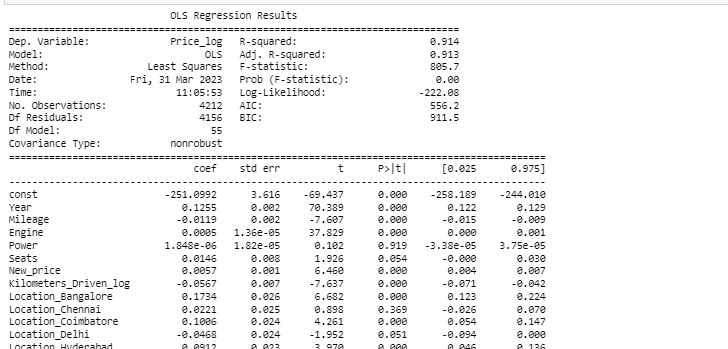 OLS Regression Results
==============================================================================
Dep. Variable: Price_log R-squared: 0.914
Model: OLS Adj. R-squared: 0.913
Method: Least Squares F-statistic: 805.7
Date: Fri, 31 Mar 2023 Prob (F-statistic): 0.00
Time: 11:05:53 Log-Likelihood: -222.08
No. Observations: 4212 AIC: 556.2
Df Residuals: 4156 BIC: 911.5
Df Model: 55
Covariance Type: nonrobust
==============================================================================
coef std err t P>|t| [0.025 0.975]
------------------------------------------------------------------------------
const -251.0992 3.616 -69.437 0.000 -258.189 -244.010
Year 0.1255 0.002 70.389 0.000 0.122 0.129
Mileage -0.0119 0.002 -7.607 0.000 -0.015 -0.009
Engine 0.0005 1.36e-05 37.829 0.000 0.000 0.001
Power 1.848e-06 1.82e-05 0.102 0.919 -3.38e-05 3.75e-05
Seats 0.0146 0.008 1.926 0.054 -0.000 0.030
New_price 0.0057 0.001 6.460 0.000 0.004 0.007
Kilometers_Driven_log -0.0567 0.007 -7.637 0.000 -0.071 -0.042
Location_Bangalore 0.1734 0.026 6.682 0.000 0.123 0.224
Location_Chennai 0.0221 0.025 0.898 0.369 -0.026 0.070
Location_Coimbatore 0.1006 0.024 4.261 0.000 0.054 0.147
Location_Delhi -0.0468 0.024 -1.952 0.051 -0.094 0.000
Location_Hyderabad 0.0912 0.023 3.970 0.000 0.046 0.136